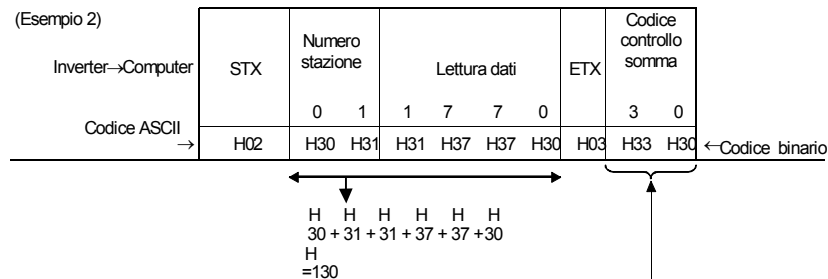 (Esempio 2)
Inverter→Computer
STX
Numero
stazione
Lettura dati
ETX
Codice
controllo
somma
0 1 1 7 7 0 3 0
Codice ASCII
→
H02 H30 H31 H31 H37 H37 H30 H03 H33 H30 ←Codice binario
H H H H H H
30 + 31 + 31 + 37 + 37 +30
H
=130